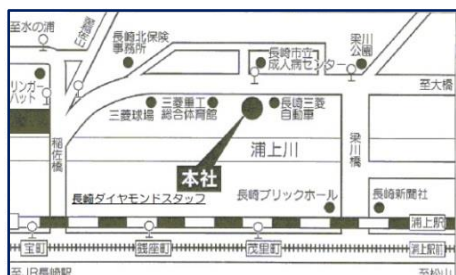 至水の浦
長崎北保険
事務所
長崎市立
成人病センター
梁川
公園
リンガー
ハット
至大橋
三菱球場
三菱重工
総合体育館
長崎三菱
自動車
稲佐橋
浦上川
梁川橋
本社
長崎ダイヤモンドスタッフ
長崎ブリックホール
長崎新聞社
浦上駅
宝町
銭座町
茂里町
浦上駅前
至JR長崎駅
至松山